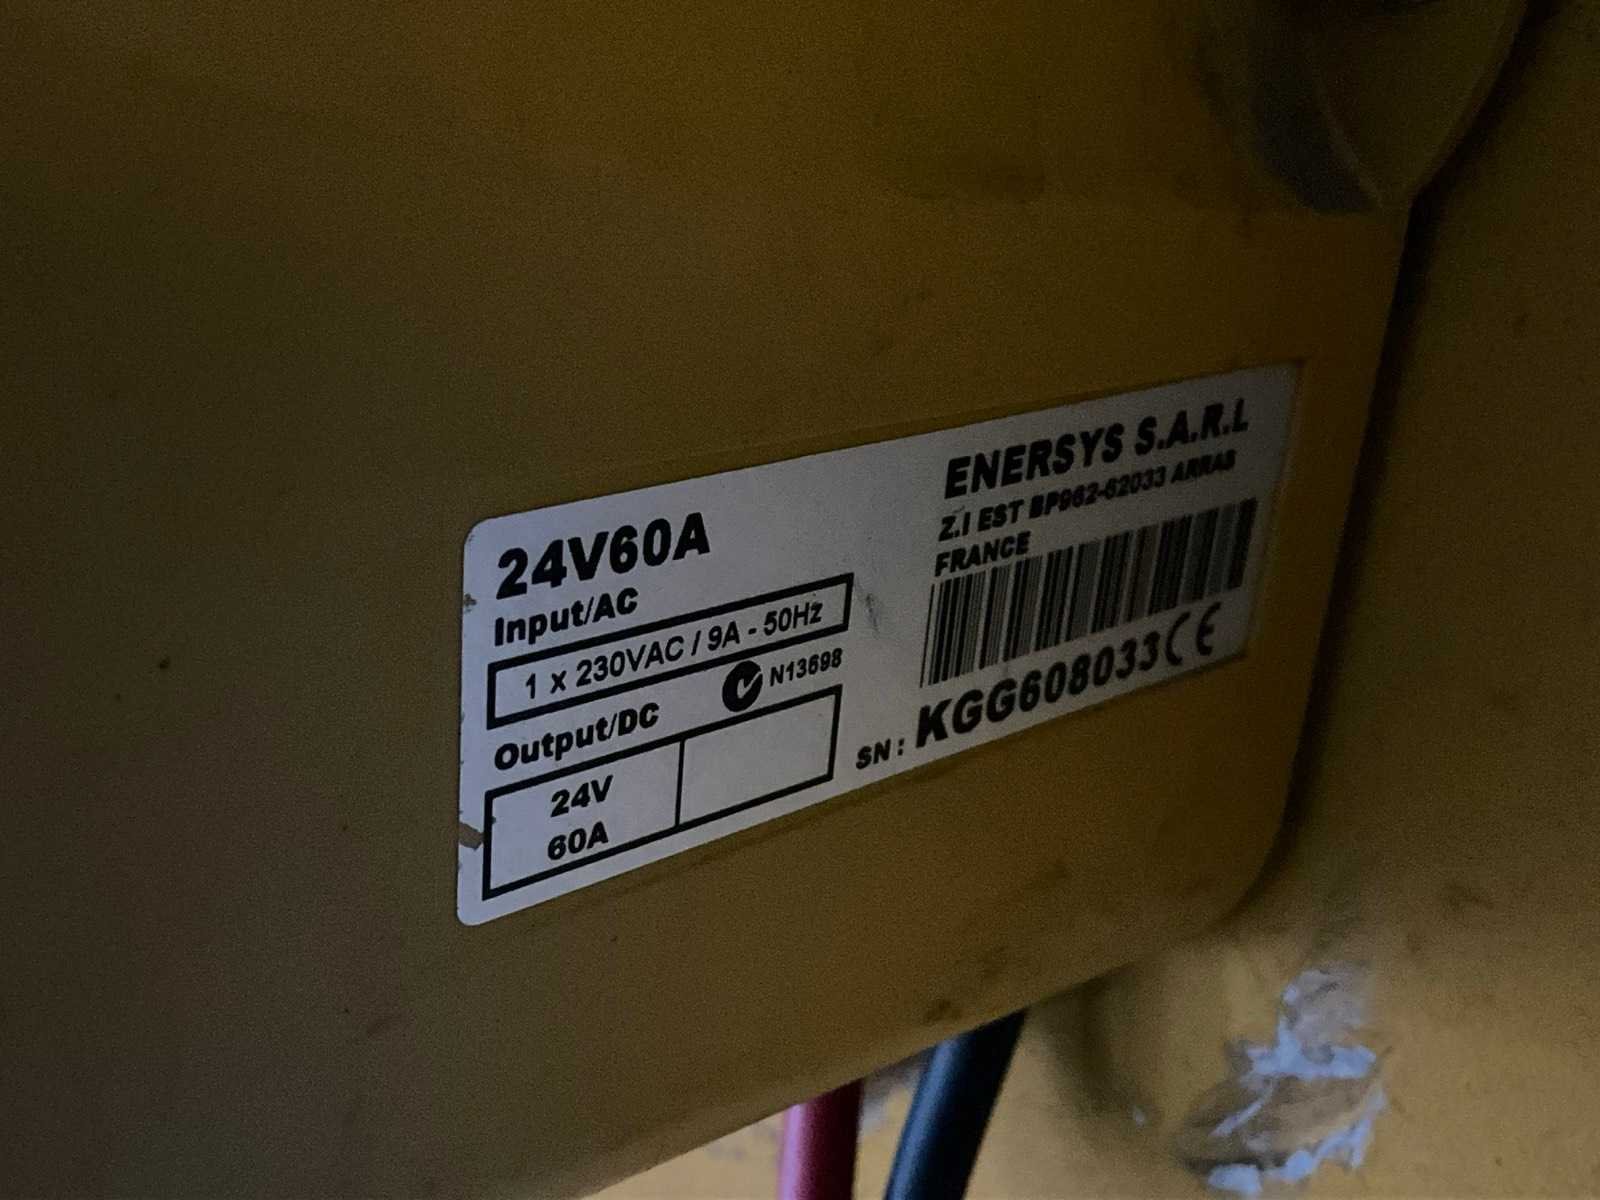 24V60A
Input/AC
1 x 230VAC / 9A - 50Hz
N13698
Output/DC
24V
60A
ENERSYS S.A.R.L
Z.I EST BP962-62033 ARRAS
FRANCE
SN : KGG608033 CE